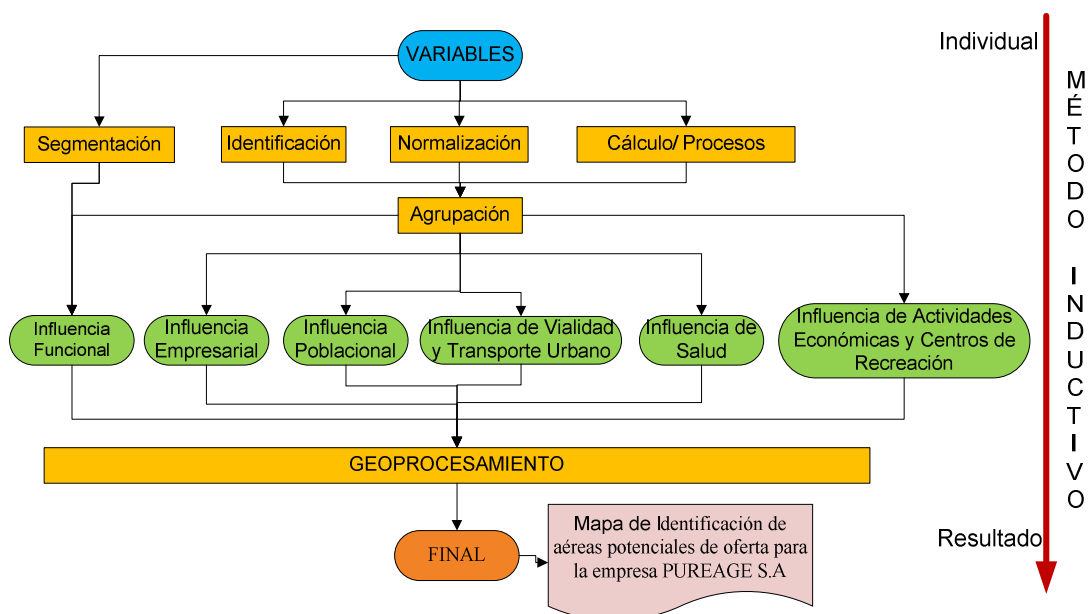 VARIABLES
Individual
Segmentación
Identificación
Normalización
Cálculo/ Procesos
Agrupación
Influencia
Funcional
Influencia
Empresarial
Influencia
Poblacional
Influencia de Vialidad
y Transporte Urbano
Influencia de
Salud
Influencia de Actividades
Económicas y Centros de
Recreación
GEOPROCESAMIENTO
FINAL
Mapa de Identificación de
aéreas potenciales de oferta para
la empresa PUREAGE S.A
Resultado
MÉTODO INDUCTIVO